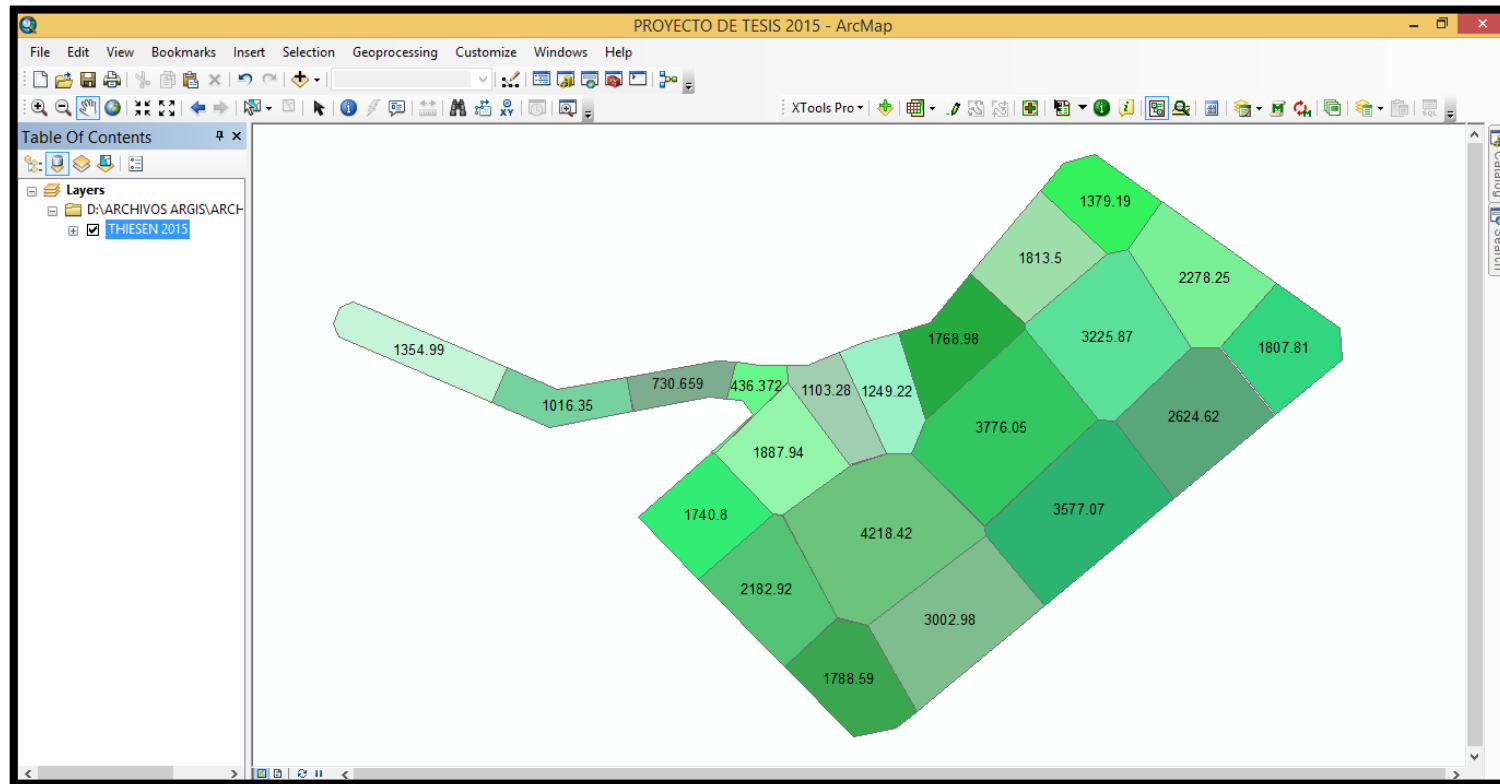 PROYECTO DE TESIS 2015 - ArcMap
File Edit View Bookmarks Insert Selection Geoprocessing Customize Windows Help
XTools Pro
Table Of Contents
Layers
D:\ARCHIVOS ARGIS\ARCH
THIESEN 2015
Catalog
Search
1379.19
1813.5
2278.25
1768.98
3225.87
1807.81
1354.99
1016.35
730.659
436.372
1103.28
1249.22
2624.62
3776.05
1887.94
1740.8
3577.07
4218.42
2182.92
3002.98
1788.59